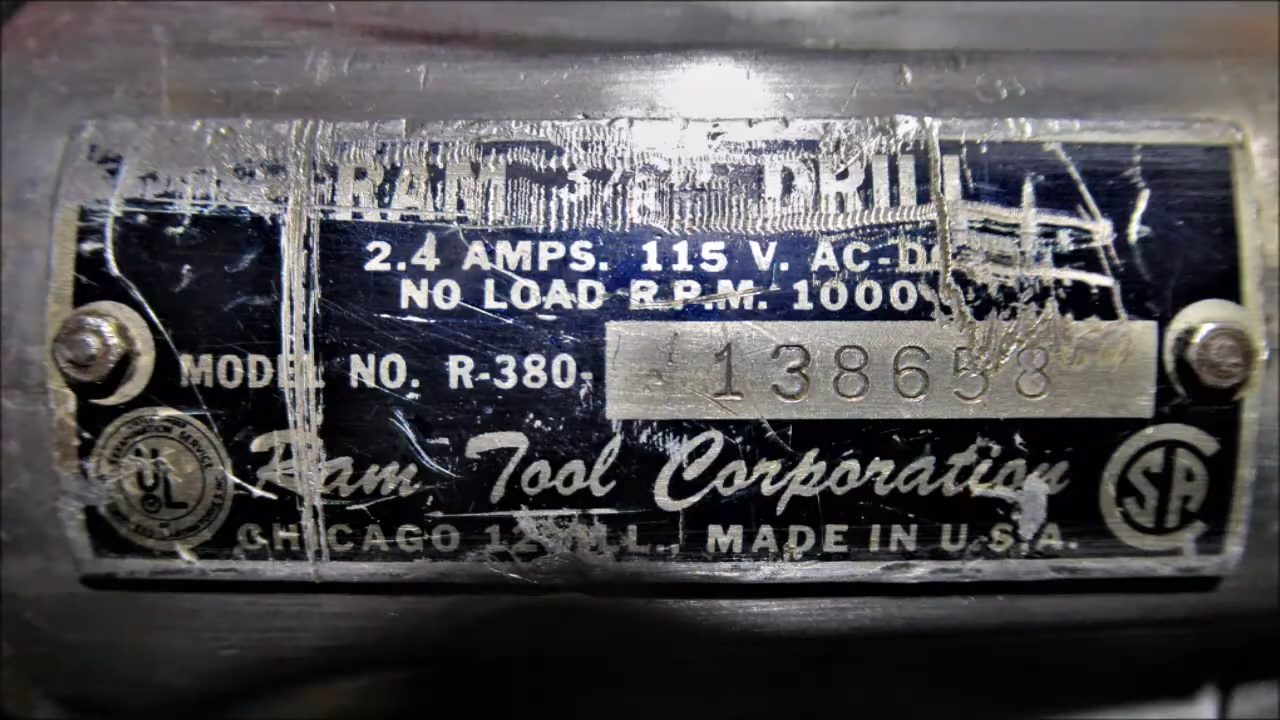 RAM 3/8" DRILL
2.4 AMPS. 115 V. AC-DC
NO LOAD R.P.M. 1000
MODEL NO. R-380- 138658
Ram Tool Corporation
CHICAGO 12, ILL., MADE IN U.S.A.
UL
SA